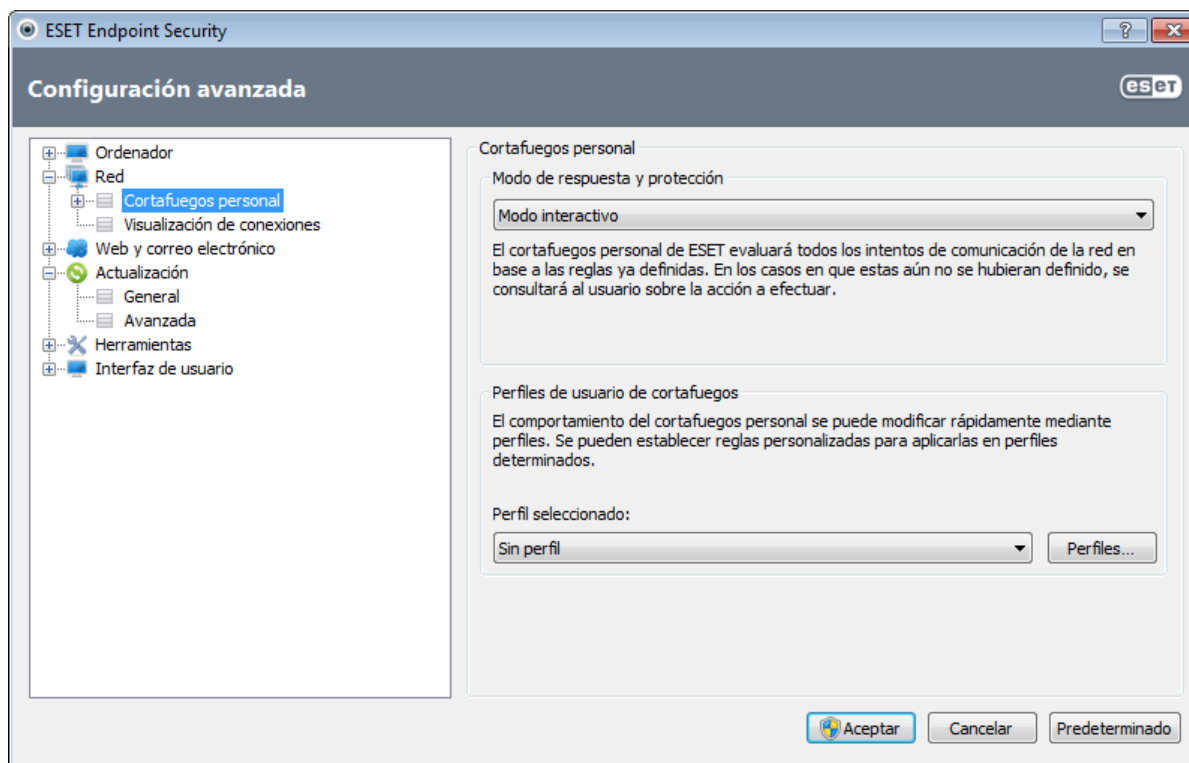 ESET Endpoint Security
?
Configuración avanzada
eseT
Ordenador
Red
Cortafuegos personal
Visualización de conexiones
Web y correo electrónico
Actualización
General
Avanzada
Herramientas
Interfaz de usuario
Cortafuegos personal
Modo de respuesta y protección
Modo interactivo
El cortafuegos personal de ESET evaluará todos los intentos de comunicación de la red en
base a las reglas ya definidas. En los casos en que estas aún no se hubieran definido, se
consultará al usuario sobre la acción a efectuar.
Perfiles de usuario de cortafuegos
El comportamiento del cortafuegos personal se puede modificar rápidamente mediante
perfiles. Se pueden establecer reglas personalizadas para aplicarlas en perfiles
determinados.
Perfil seleccionado:
Sin perfil
Perfiles...
Aceptar
Cancelar
Predeterminado